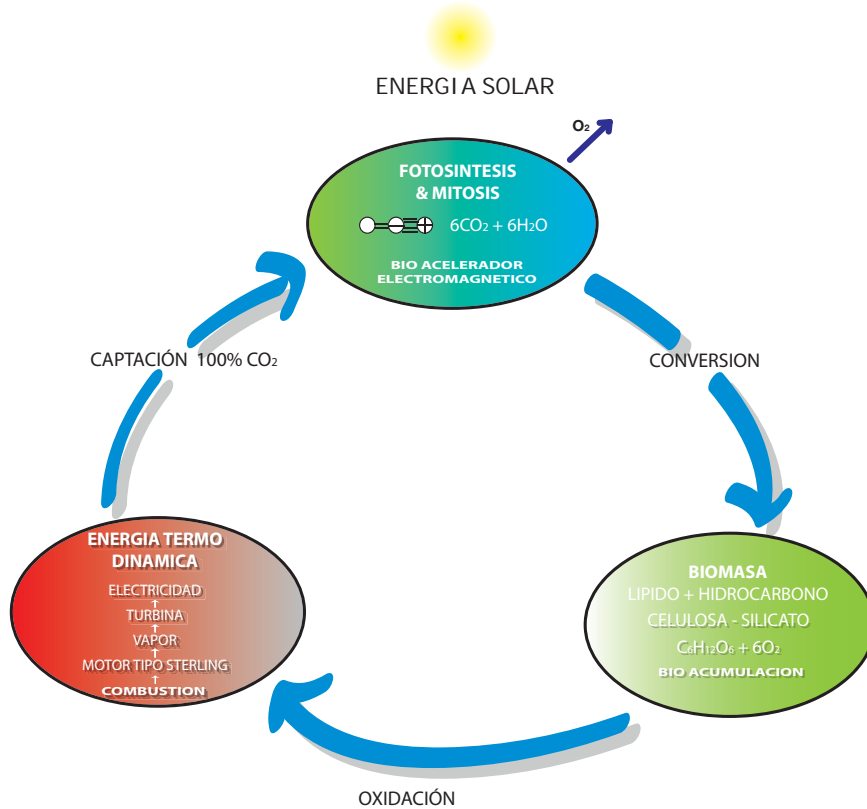 ENERGIA SOLAR
O₂
FOTOSINTESIS
& MITOSIS
6CO₂ + 6H₂O
BIO ACELERADOR
ELECTROMAGNETICO
CAPTACIÓN 100% CO₂
CONVERSION
ENERGIA TERMO
DINAMICA
ELECTRICIDAD
TURBINA
VAPOR
MOTOR TIPO STERLING
COMBUSTION
BIOMASA
LIPIDO + HIDROCARBONO
CELULOSA - SILICATO
C₆H₁₂O₆ + 6O₂
BIO ACUMULACION
OXIDACIÓN